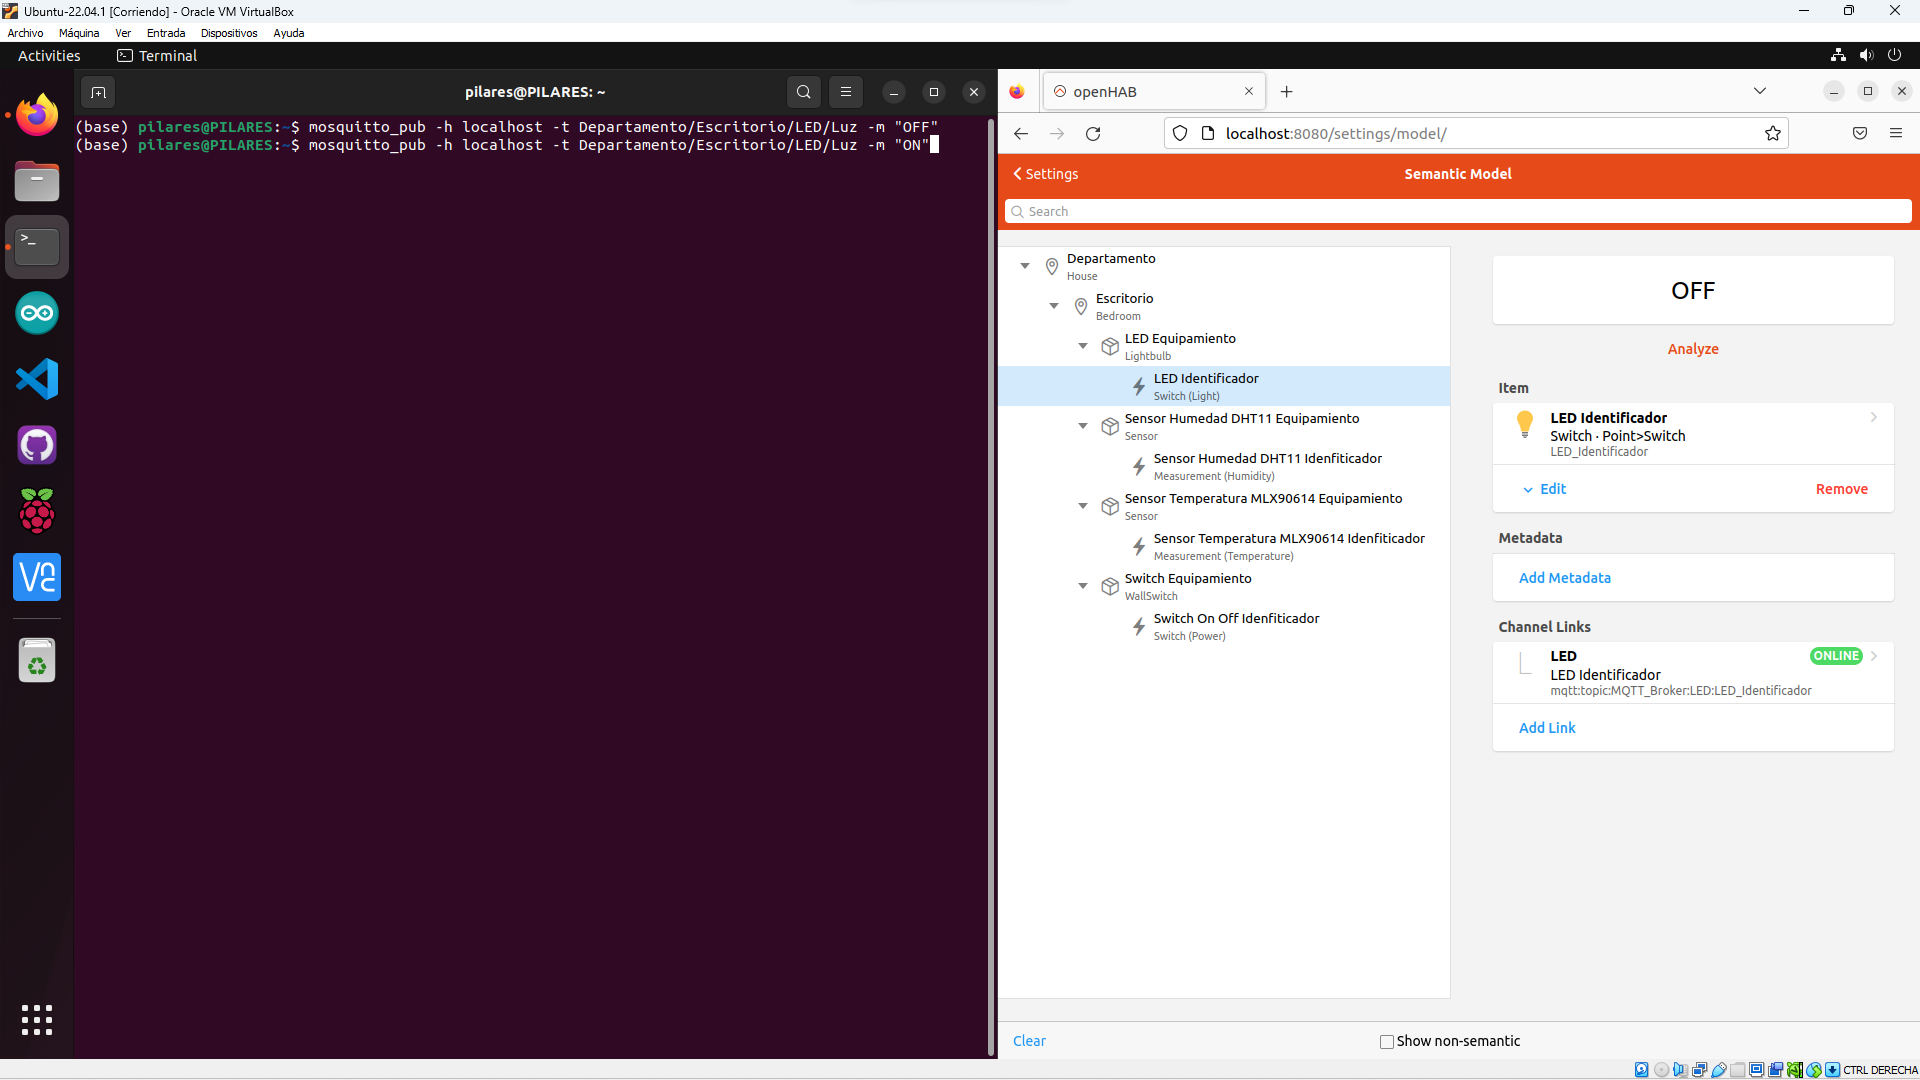 Ubuntu-22.04.1 [Corriendo] - Oracle VM VirtualBox
Archivo Máquina Ver Entrada Dispositivos Ayuda
Activities Terminal
pilares@PILARES: ~
(base) pilares@PILARES:~$ mosquitto_pub -h localhost -t Departamento/Escritorio/LED/Luz -m "OFF"
(base) pilares@PILARES:~$ mosquitto_pub -h localhost -t Departamento/Escritorio/LED/Luz -m "ON"
openHAB
localhost:8080/settings/model/
Settings
Semantic Model
Search
Departamento
House
Escritorio
Bedroom
LED Equipamiento
Lightbulb
LED Identificador
Switch (Light)
Sensor Humedad DHT11 Equipamiento
Sensor
Sensor Humedad DHT11 Idenfiticador
Measurement (Humidity)
Sensor Temperatura MLX90614 Equipamiento
Sensor
Sensor Temperatura MLX90614 Idenfiticador
Measurement (Temperature)
Switch Equipamiento
WallSwitch
Switch On Off Idenfiticador
Switch (Power)
OFF
Analyze
Item
LED Identificador
Switch · Point>Switch
LED_Identificador
Edit Remove
Metadata
Add Metadata
Channel Links
LED ONLINE
LED Identificador
mqtt:topic:MQTT_Broker:LED:LED_Identificador
Add Link
Clear
Show non-semantic
CTRL DERECHA